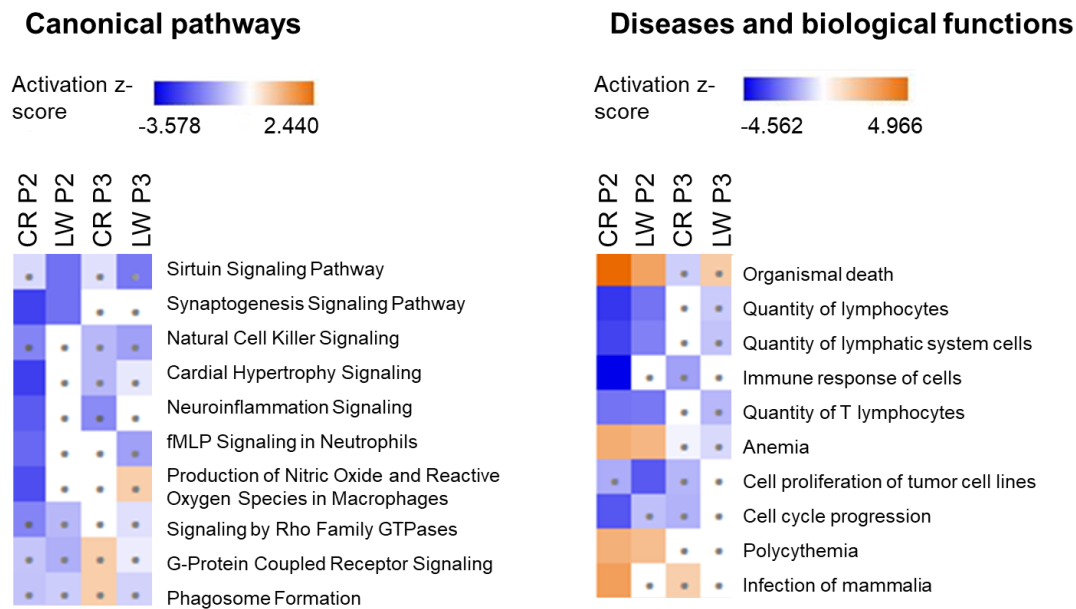 Canonical pathways
Activation z-
score
-3.578 2.440
CR P2
LW P2
CR P3
LW P3
Sirtuin Signaling Pathway
Synaptogenesis Signaling Pathway
Natural Cell Killer Signaling
Cardial Hypertrophy Signaling
Neuroinflammation Signaling
fMLP Signaling in Neutrophils
Production of Nitric Oxide and Reactive
Oxygen Species in Macrophages
Signaling by Rho Family GTPases
G-Protein Coupled Receptor Signaling
Phagosome Formation
Diseases and biological functions
Activation z-
score
-4.562 4.966
CR P2
LW P2
CR P3
LW P3
Organismal death
Quantity of lymphocytes
Quantity of lymphatic system cells
Immune response of cells
Quantity of T lymphocytes
Anemia
Cell proliferation of tumor cell lines
Cell cycle progression
Polycythemia
Infection of mammalia